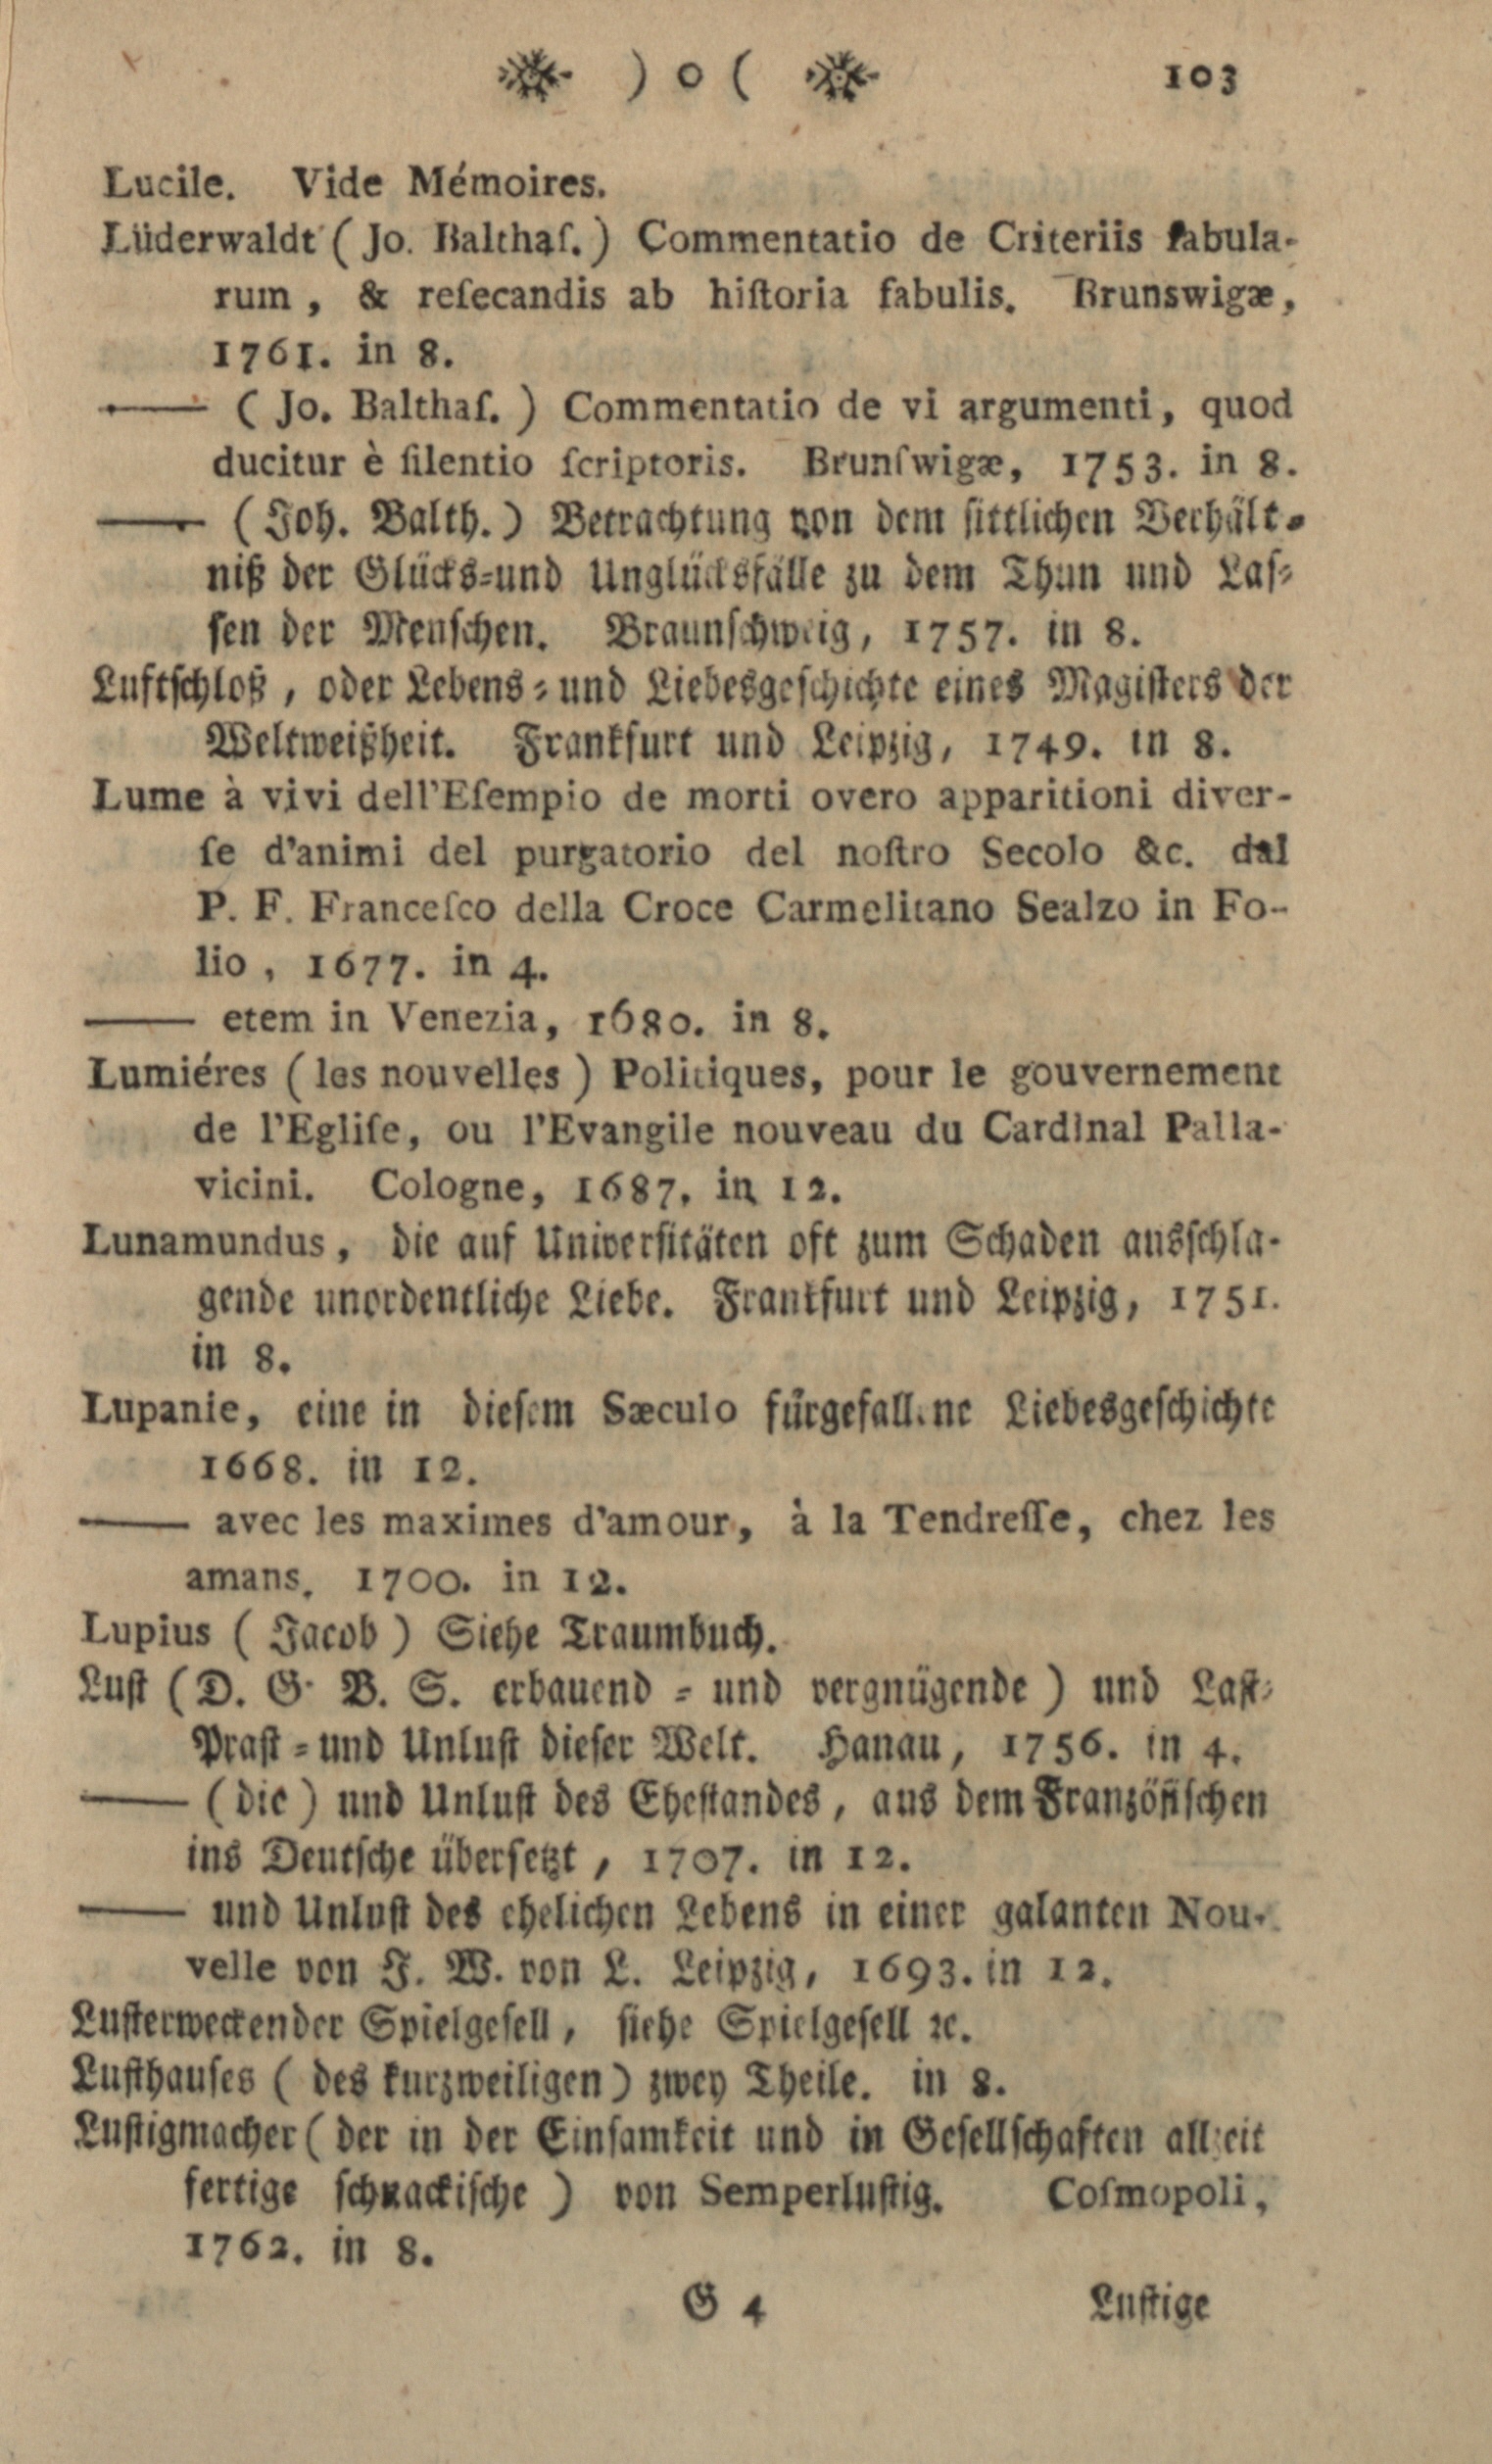 ) o ( 103
Lucile. Vide Mémoires.
Lüderwaldt (Jo. Balthaſ.) Commentatio de Criteriis fabula-
rum, & reſecandis ab hiſtoria fabulis. Brunswigæ,
1761. in 8.
—— (Jo. Balthaſ.) Commentatio de vi argumenti, quod
ducitur è ſilentio ſcriptoris. Brunſwigæ, 1753. in 8.
—— (Joh. Balth.) Betrachtung von dem ſittlichen Verhält-
niß der Glücks-und Unglücksfälle zu dem Thun und Laſ-
ſen der Menſchen. Braunſchweig, 1757. in 8.
Luftſchloß, oder Lebens-und Liebesgeſchichte eines Magiſters der
Weltweißheit. Frankfurt und Leipzig, 1749. in 8.
Lume à vivi dell'Eſempio de morti overo apparitioni diver-
ſe d'animi del purgatorio del noſtro Secolo &c. dal
P. F. Franceſco della Croce Carmelitano Sealzo in Fo-
lio, 1677. in 4.
—— etem in Venezia, 1680. in 8.
Lumiéres (les nouvelles) Politiques, pour le gouvernement
de l'Egliſe, ou l'Evangile nouveau du Cardinal Palla-
vicini. Cologne, 1687. in 12.
Lunamundus, die auf Univerſitäten oft zum Schaden ausſchla-
gende unordentliche Liebe. Frankfurt und Leipzig, 1751.
in 8.
Lupanie, eine in dieſem Sæculo fürgefallene Liebesgeſchichte
1668. in 12.
—— avec les maximes d'amour, à la Tendreſſe, chez les
amans. 1700. in 12.
Lupius (Jacob) Siehe Traumbuch.
Luſt (D. G. B. S. erbauend-und vergnügende) und Laſt-
Praſt-und Unluſt dieſer Welt. Hanau, 1756. in 4.
—— (die) und Unluſt des Eheſtandes, aus dem Franzöſiſchen
ins Deutſche überſetzt, 1707. in 12.
—— und Unluſt des ehelichen Lebens in einer galanten Nou-
velle von J. W. von L. Leipzig, 1693. in 12.
Luſterweckender Spielgeſell, ſiehe Spielgeſell ꝛc.
Luſthauſes (des kurzweiligen) zwey Theile. in 8.
Luſtigmacher (der in der Einſamkeit und in Geſellſchaften allzeit
fertige ſchnackiſche) von Semperluſtig. Coſmopoli,
1762. in 8.
G 4 Luſtige